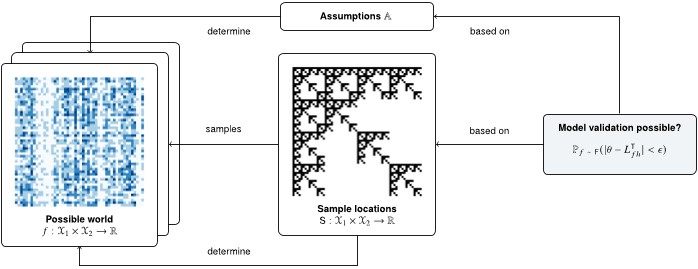 Assumptions 𝔸
determine
based on
samples
based on
Model validation possible?
ℙ_{f ∼ F}(|θ − L^{𝕋}_{fh}| < ϵ)
Possible world
f : 𝒳₁ × 𝒳₂ → ℝ
Sample locations
S : 𝒳₁ × 𝒳₂ → ℝ
determine